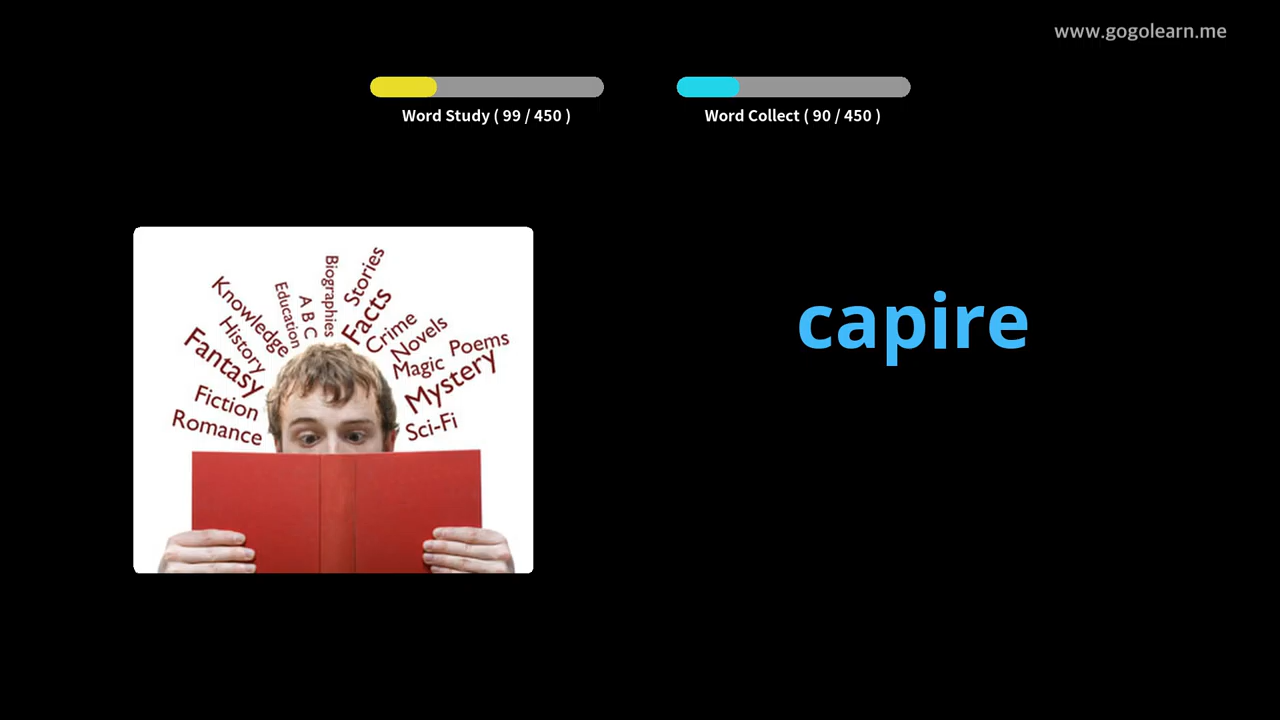 www.gogolearn.me
Word Study ( 99 / 450 )
Word Collect ( 90 / 450 )
Biographies
Stories
Education
A B C
Facts
Knowledge
History
Crime
Novels
Poems
Fantasy
Magic
Mystery
Fiction
Romance
Sci-Fi
capire